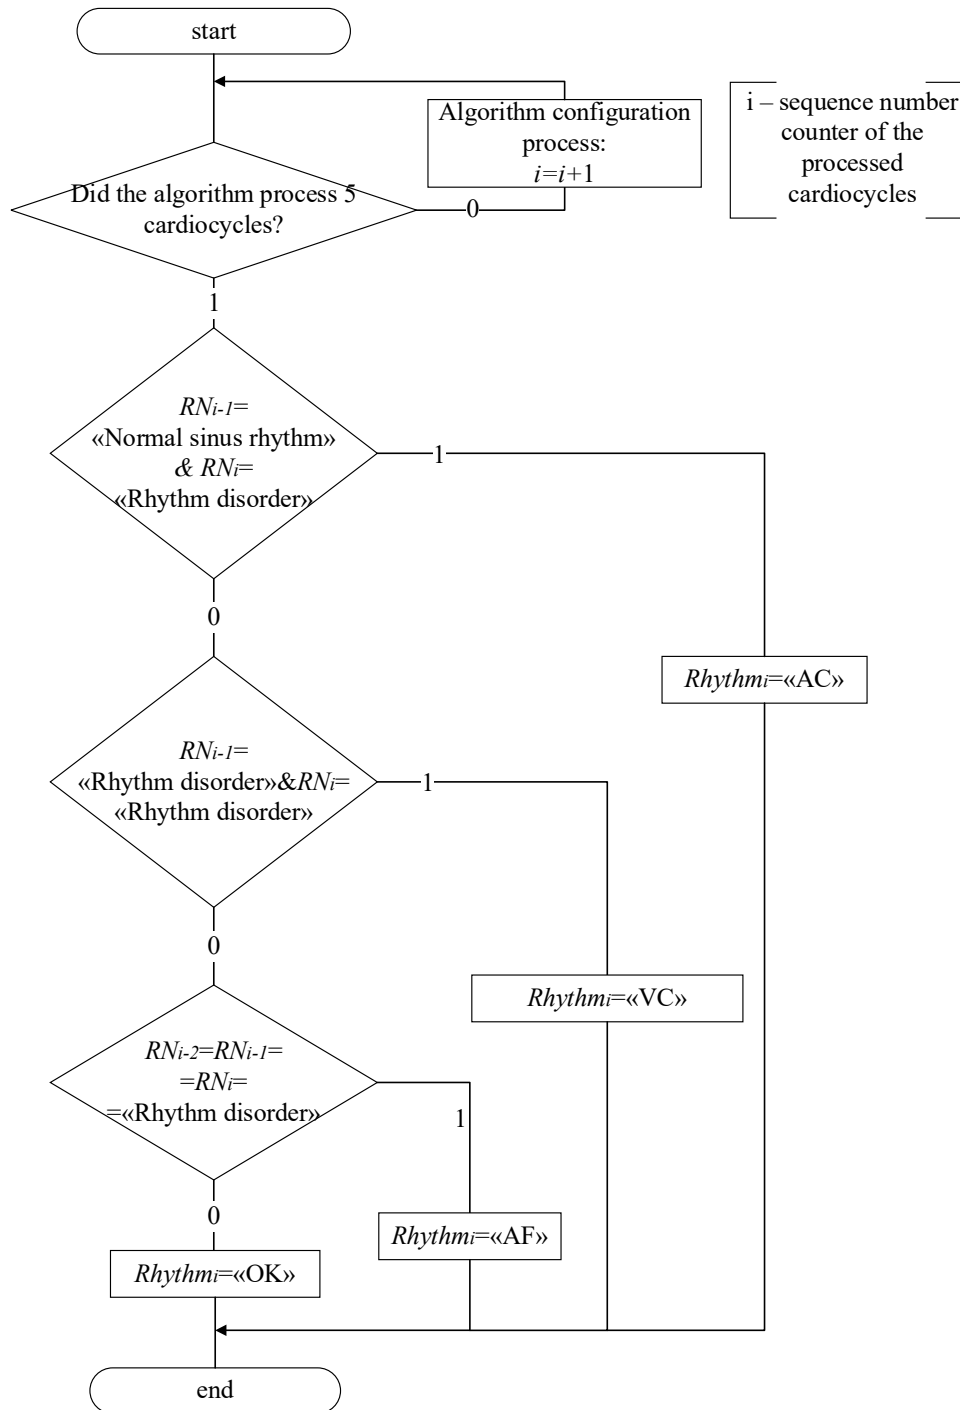 start
Algorithm configuration
process:
i=i+1
i – sequence number
counter of the
processed
cardiocycles
Did the algorithm process 5
cardiocycles?
0
1
RNi-1=
«Normal sinus rhythm»
& RNi=
«Rhythm disorder»
1
0
Rhythmi=«AC»
RNi-1=
«Rhythm disorder»&RNi=
«Rhythm disorder»
1
0
Rhythmi=«VC»
RNi-2=RNi-1=
=RNi=
=«Rhythm disorder»
1
0
Rhythmi=«AF»
Rhythmi=«OK»
end